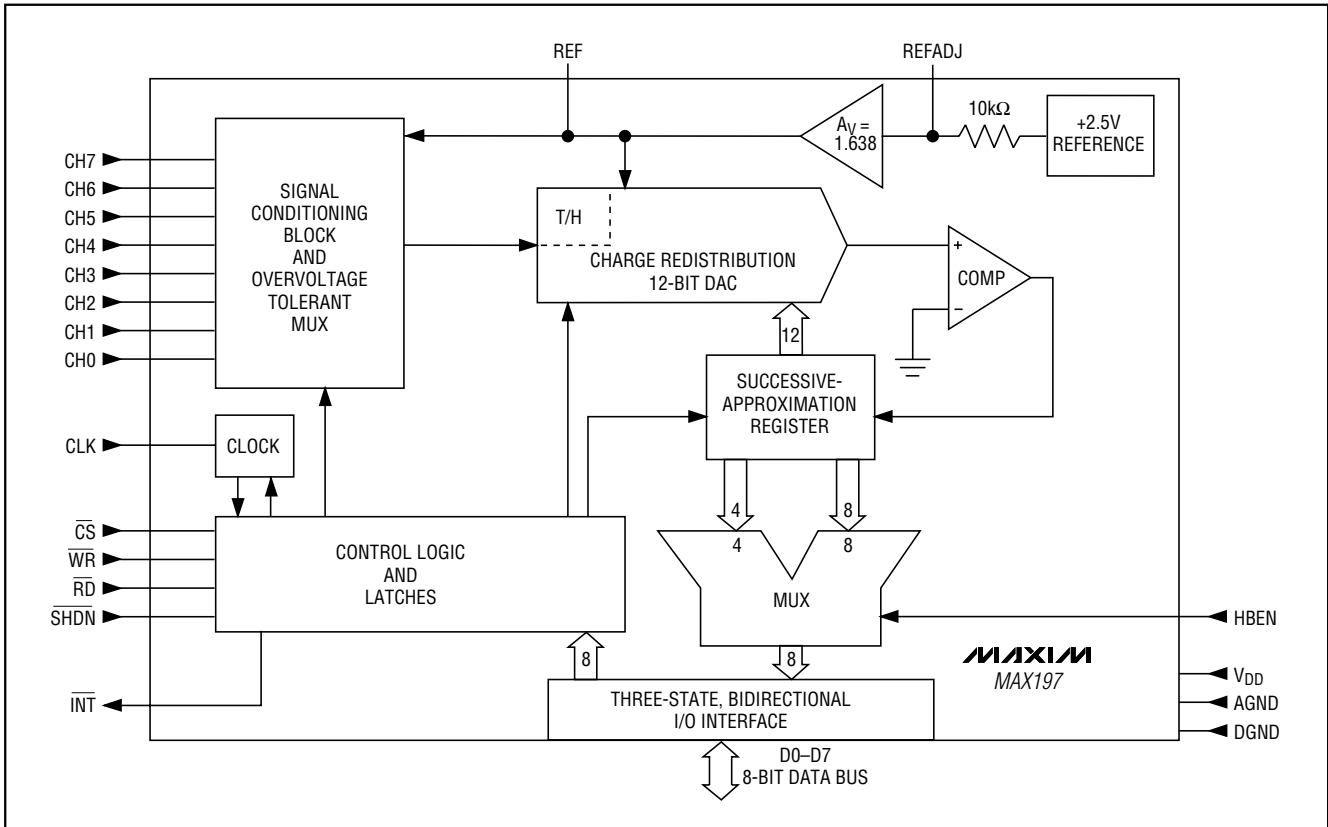 REF
REFADJ
10kΩ
+2.5V
REFERENCE
AV =
1.638
CH7
CH6
CH5
CH4
CH3
CH2
CH1
CH0
SIGNAL
CONDITIONING
BLOCK
AND
OVERVOLTAGE
TOLERANT
MUX
T/H
CHARGE REDISTRIBUTION
12-BIT DAC
+
−
COMP
12
SUCCESSIVE-
APPROXIMATION
REGISTER
CLK
CLOCK
4
8
4
8
MUX
CS
WR
RD
SHDN
CONTROL LOGIC
AND
LATCHES
HBEN
8
8
MAXIM
MAX197
VDD
AGND
DGND
INT
THREE-STATE, BIDIRECTIONAL
I/O INTERFACE
D0–D7
8-BIT DATA BUS